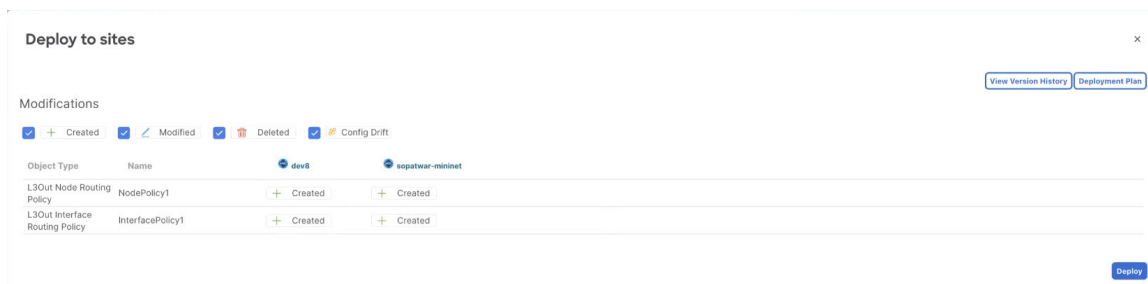 Deploy to sites
View Version History Deployment Plan
Modifications
Created Modified Deleted Config Drift
Object Type Name dev8 sopatwar-mininet
L3Out Node Routing
Policy NodePolicy1 Created Created
L3Out Interface
Routing Policy InterfacePolicy1 Created Created
Deploy